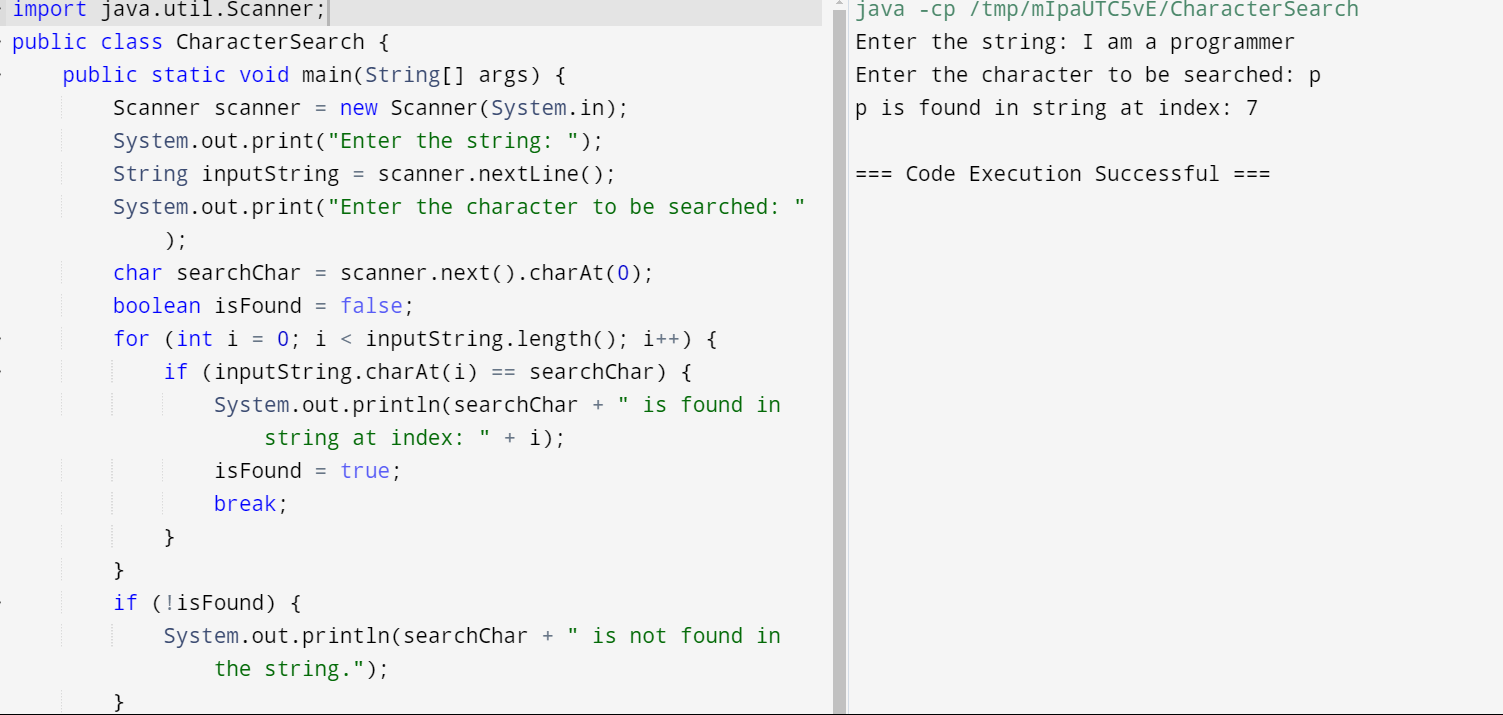 import java.util.Scanner;
public class CharacterSearch {
    public static void main(String[] args) {
        Scanner scanner = new Scanner(System.in);
        System.out.print("Enter the string: ");
        String inputString = scanner.nextLine();
        System.out.print("Enter the character to be searched: "
            );
        char searchChar = scanner.next().charAt(0);
        boolean isFound = false;
        for (int i = 0; i < inputString.length(); i++) {
            if (inputString.charAt(i) == searchChar) {
                System.out.println(searchChar + " is found in
                    string at index: " + i);
                isFound = true;
                break;
            }
        }
        if (!isFound) {
            System.out.println(searchChar + " is not found in
                the string.");
        }
java -cp /tmp/mIpaUTC5vE/CharacterSearch
Enter the string: I am a programmer
Enter the character to be searched: p
p is found in string at index: 7
=== Code Execution Successful ===